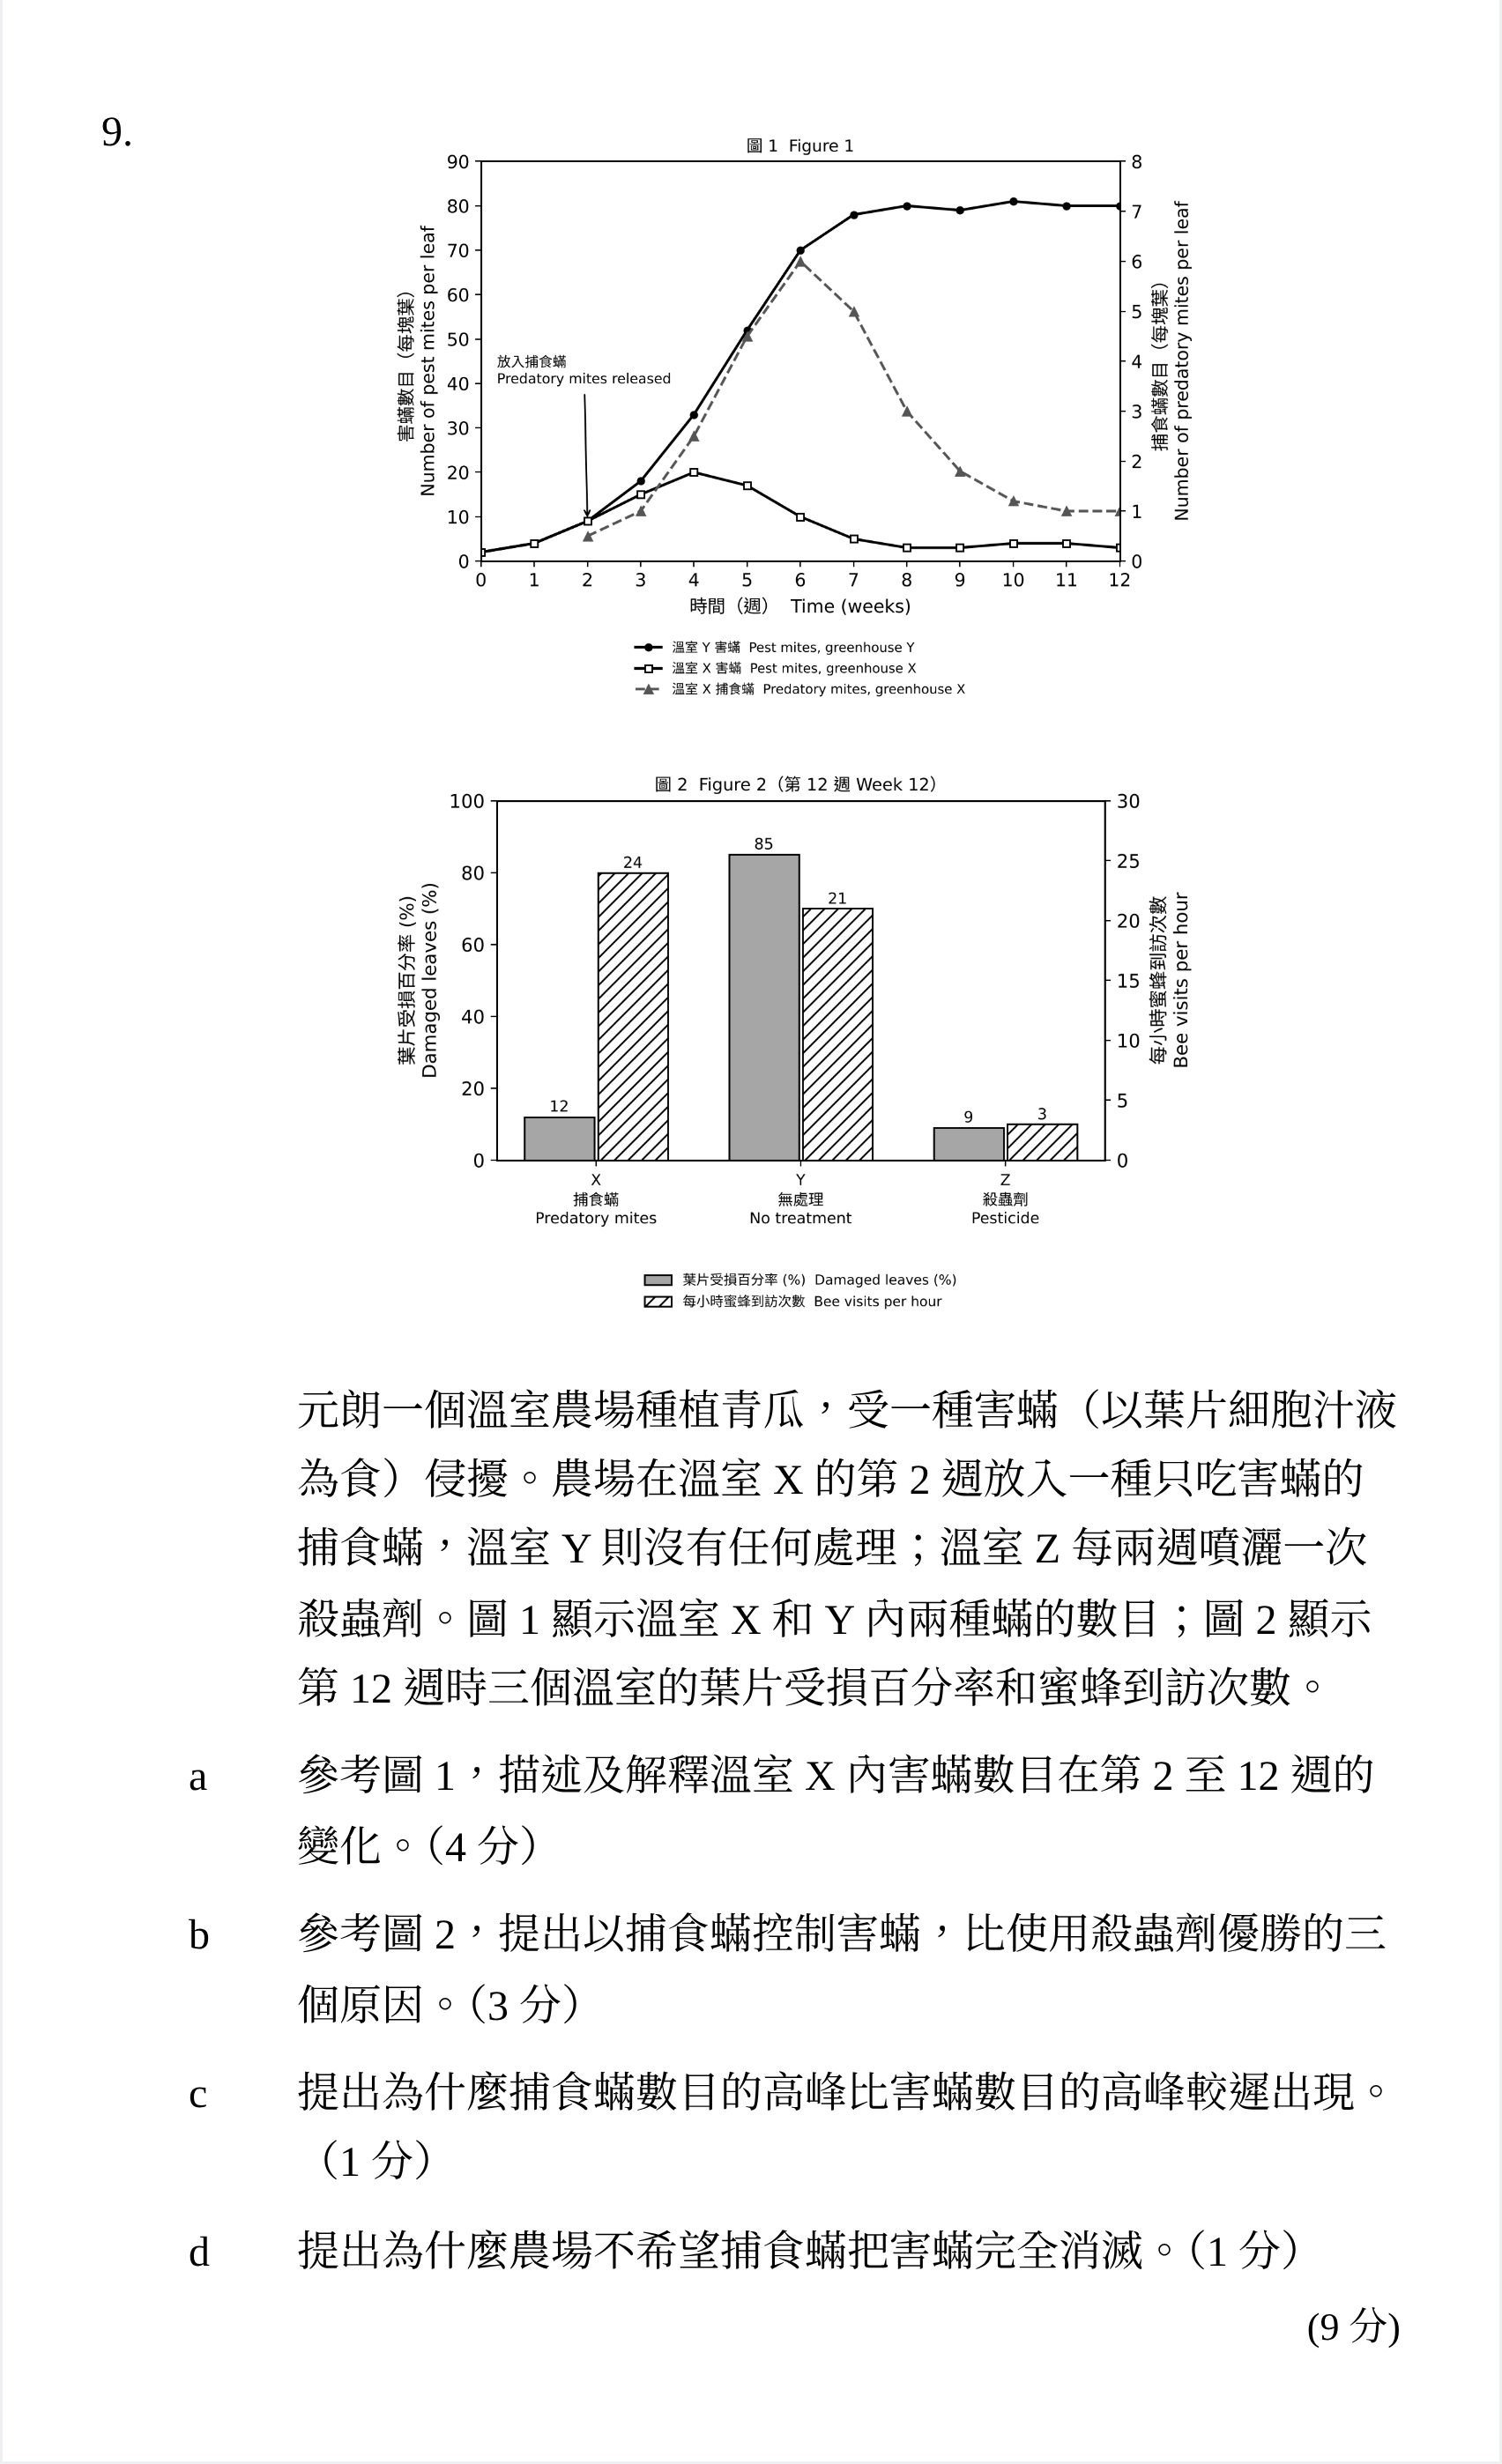 9.
圖 1 Figure 1
90
80
70
60
50
40
30
20
10
0
害蟎數目（每塊葉）
Number of pest mites per leaf
放入捕食蟎
Predatory mites released
8
7
6
5
4
3
2
1
0
捕食蟎數目（每塊葉）
Number of predatory mites per leaf
0 1 2 3 4 5 6 7 8 9 10 11 12
時間（週） Time (weeks)
溫室 Y 害蟎 Pest mites, greenhouse Y
溫室 X 害蟎 Pest mites, greenhouse X
溫室 X 捕食蟎 Predatory mites, greenhouse X
圖 2 Figure 2（第 12 週 Week 12）
100
80
60
40
20
0
葉片受損百分率 (%)
Damaged leaves (%)
12 24 85 21 9 3
30
25
20
15
10
5
0
每小時蜜蜂到訪次數
Bee visits per hour
X Y Z
捕食蟎 無處理 殺蟲劑
Predatory mites No treatment Pesticide
葉片受損百分率 (%) Damaged leaves (%)
每小時蜜蜂到訪次數 Bee visits per hour
元朗一個溫室農場種植青瓜，受一種害蟎（以葉片細胞汁液
為食）侵擾。農場在溫室 X 的第 2 週放入一種只吃害蟎的
捕食蟎，溫室 Y 則沒有任何處理；溫室 Z 每兩週噴灑一次
殺蟲劑。圖 1 顯示溫室 X 和 Y 內兩種蟎的數目；圖 2 顯示
第 12 週時三個溫室的葉片受損百分率和蜜蜂到訪次數。
a 參考圖 1，描述及解釋溫室 X 內害蟎數目在第 2 至 12 週的
變化。（4 分）
b 參考圖 2，提出以捕食蟎控制害蟎，比使用殺蟲劑優勝的三
個原因。（3 分）
c 提出為什麼捕食蟎數目的高峰比害蟎數目的高峰較遲出現。
（1 分）
d 提出為什麼農場不希望捕食蟎把害蟎完全消滅。（1 分）
(9 分)